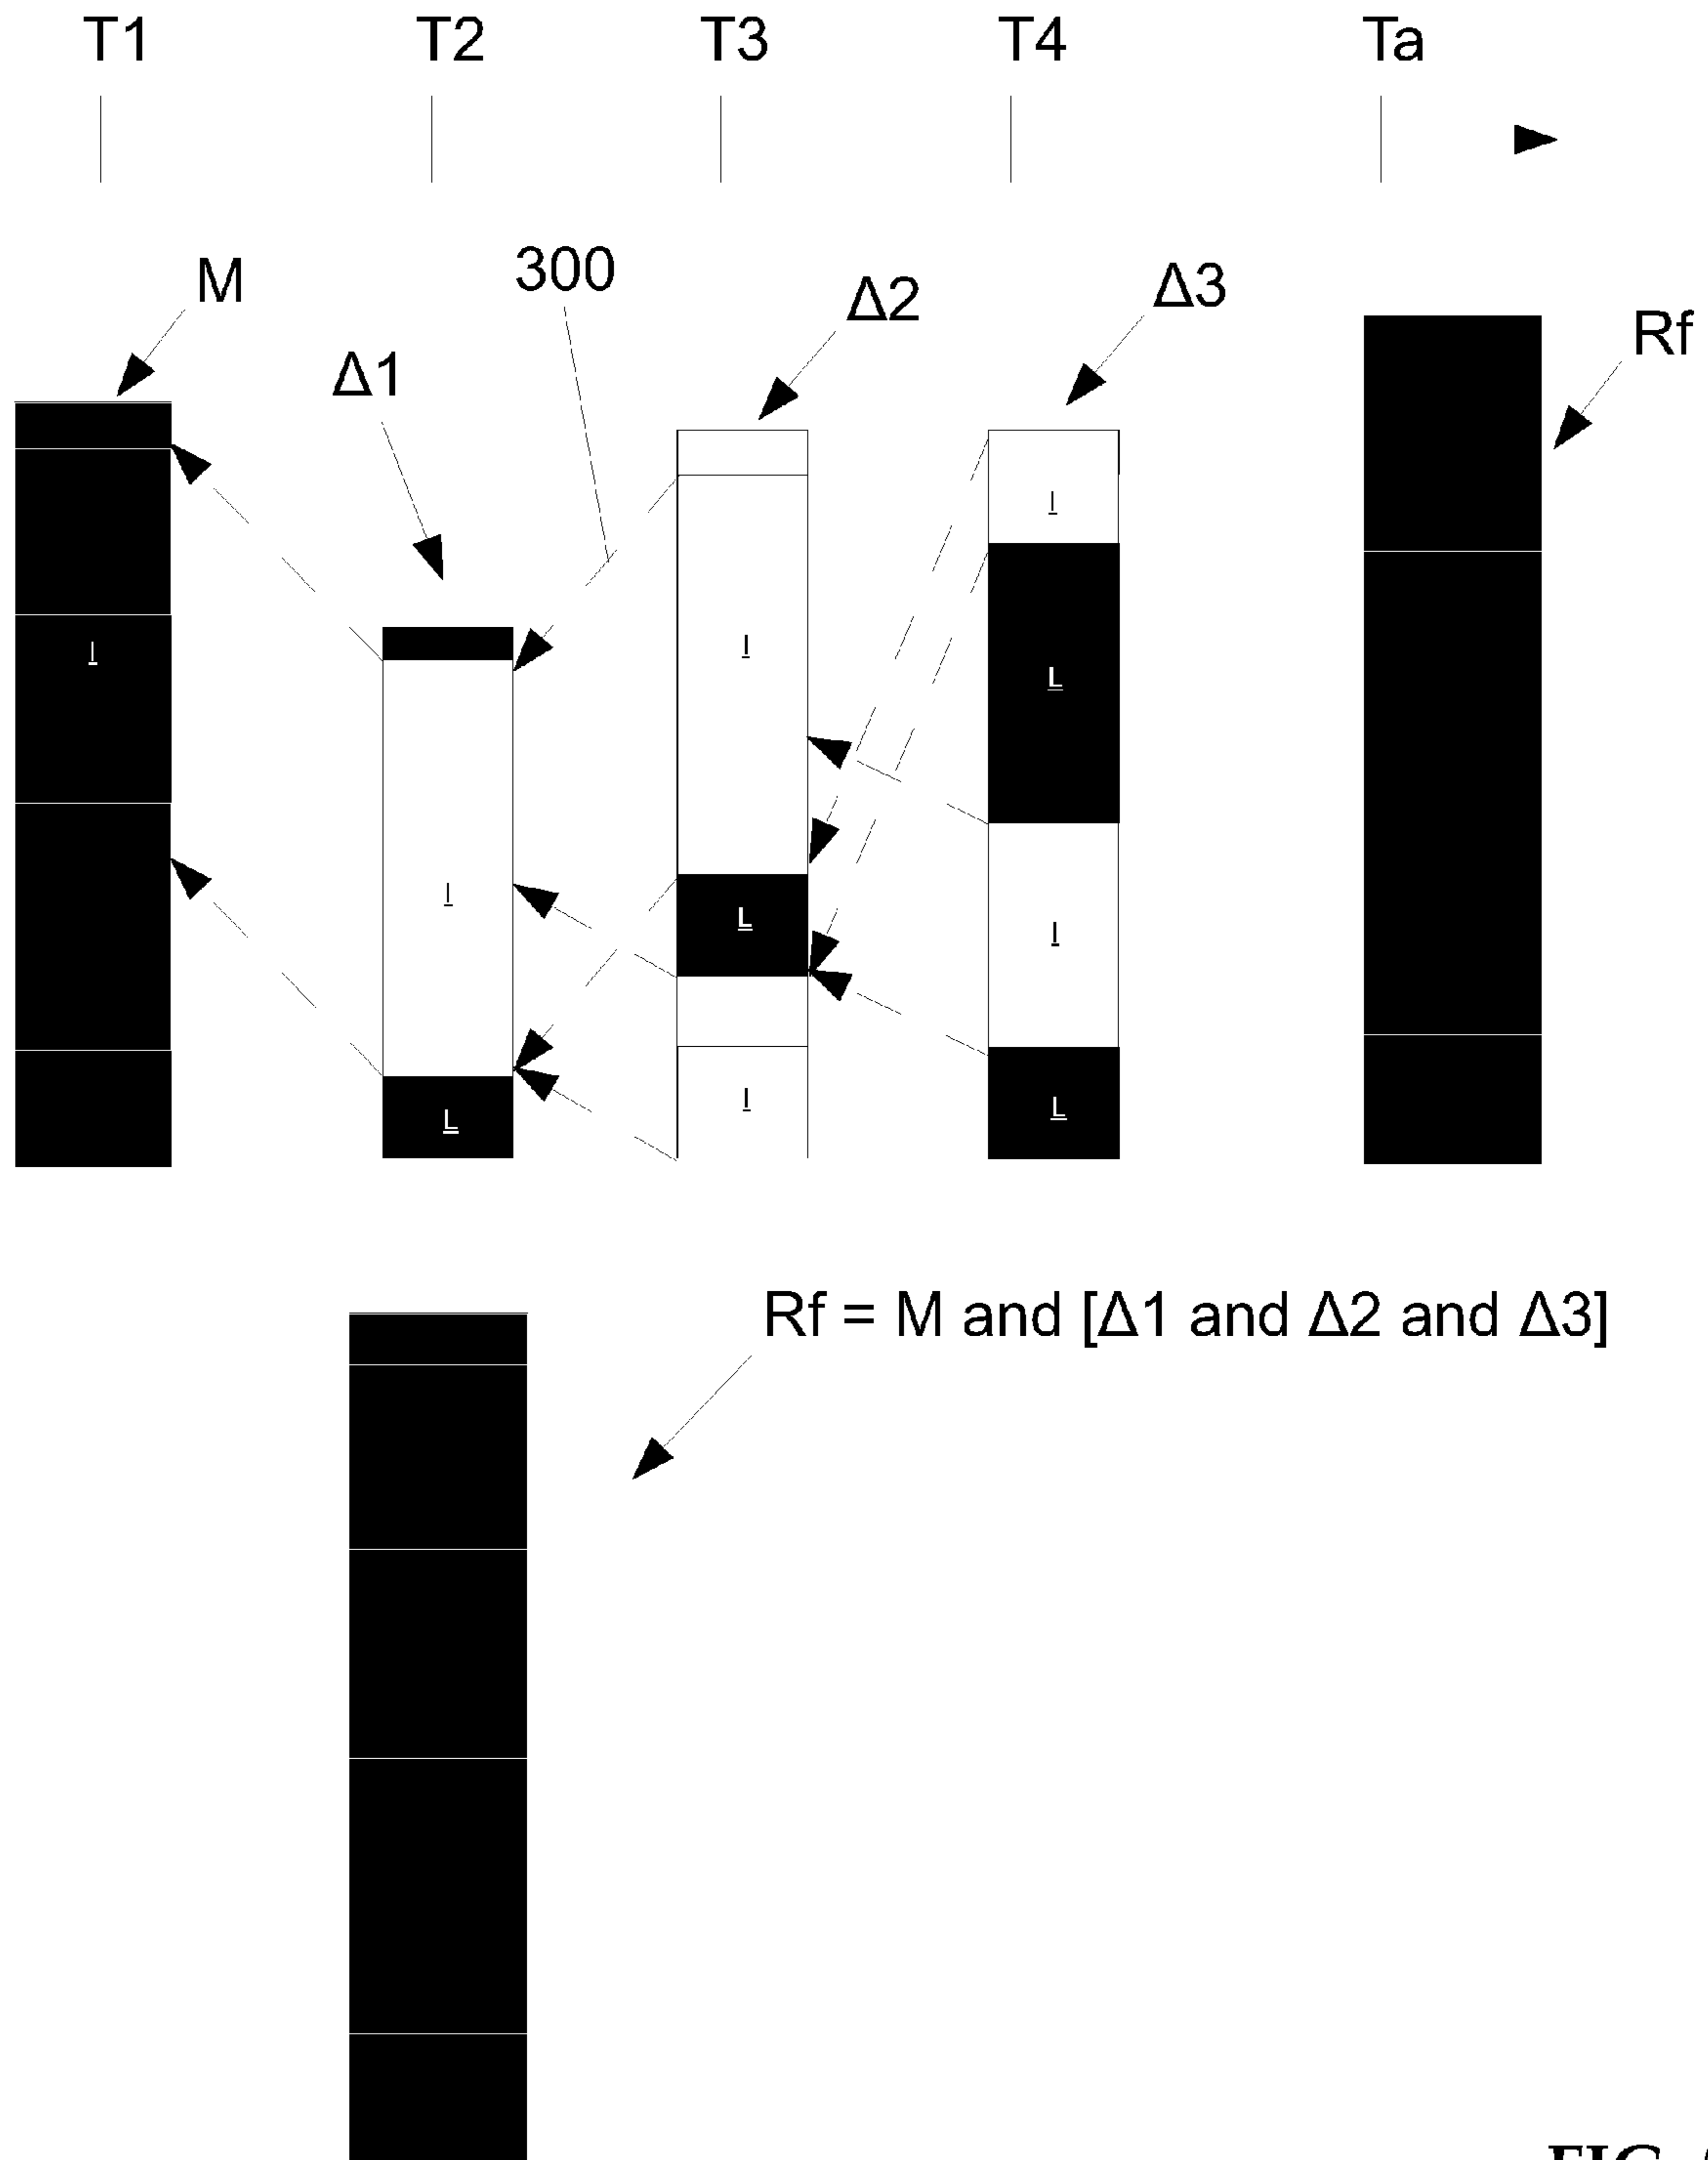 T1 T2 T3 T4 Ta
M 300 Δ2 Δ3
Δ1 Rf
I
I
I
L
I
L
I
L
I
L
Rf = M and [Δ1 and Δ2 and Δ3]